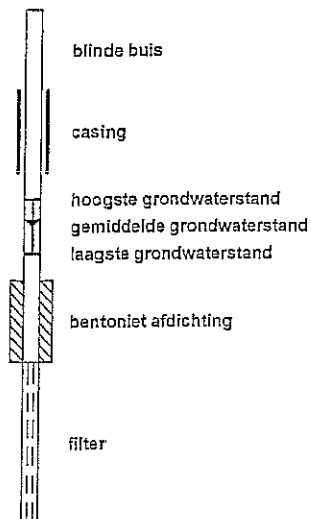 blinde buis
casing
hoogste grondwaterstand
gemiddelde grondwaterstand
laagste grondwaterstand
bentoniet afdichting
filter